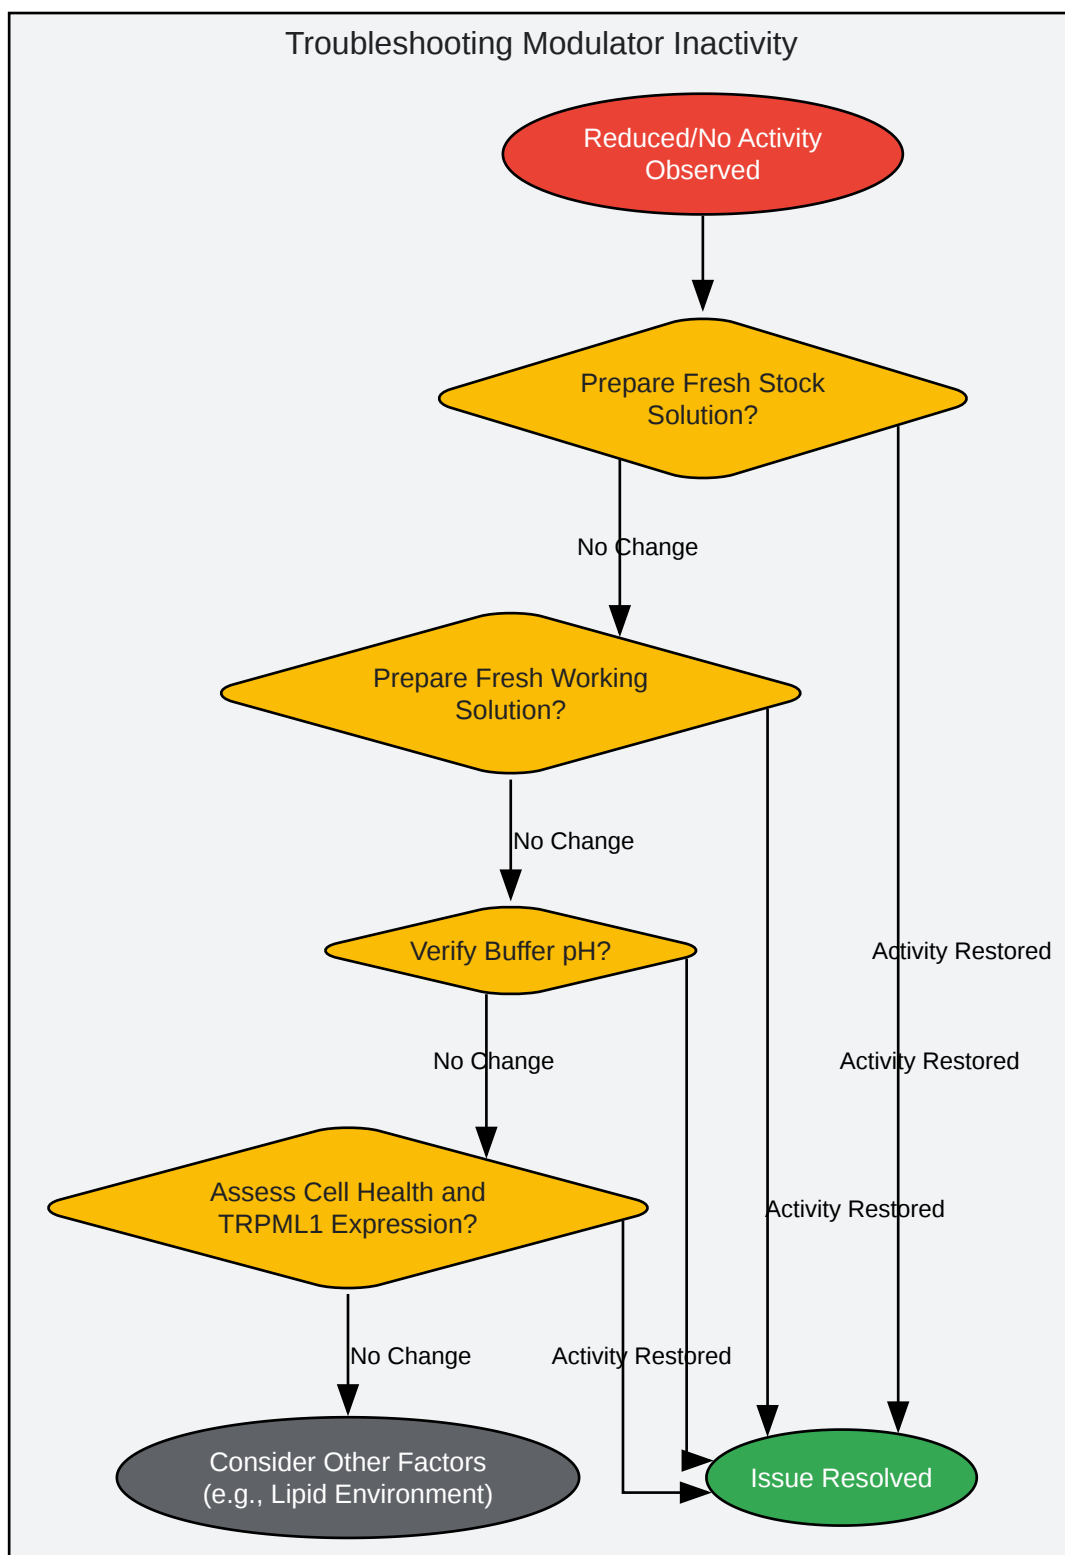 Troubleshooting Modulator Inactivity
Reduced/No Activity
Observed
Prepare Fresh Stock
Solution?
No Change
Prepare Fresh Working
Solution?
No Change
Verify Buffer pH?
Activity Restored
No Change
Activity Restored
Assess Cell Health and
TRPML1 Expression?
Activity Restored
No Change
Activity Restored
Consider Other Factors
(e.g., Lipid Environment)
Issue Resolved